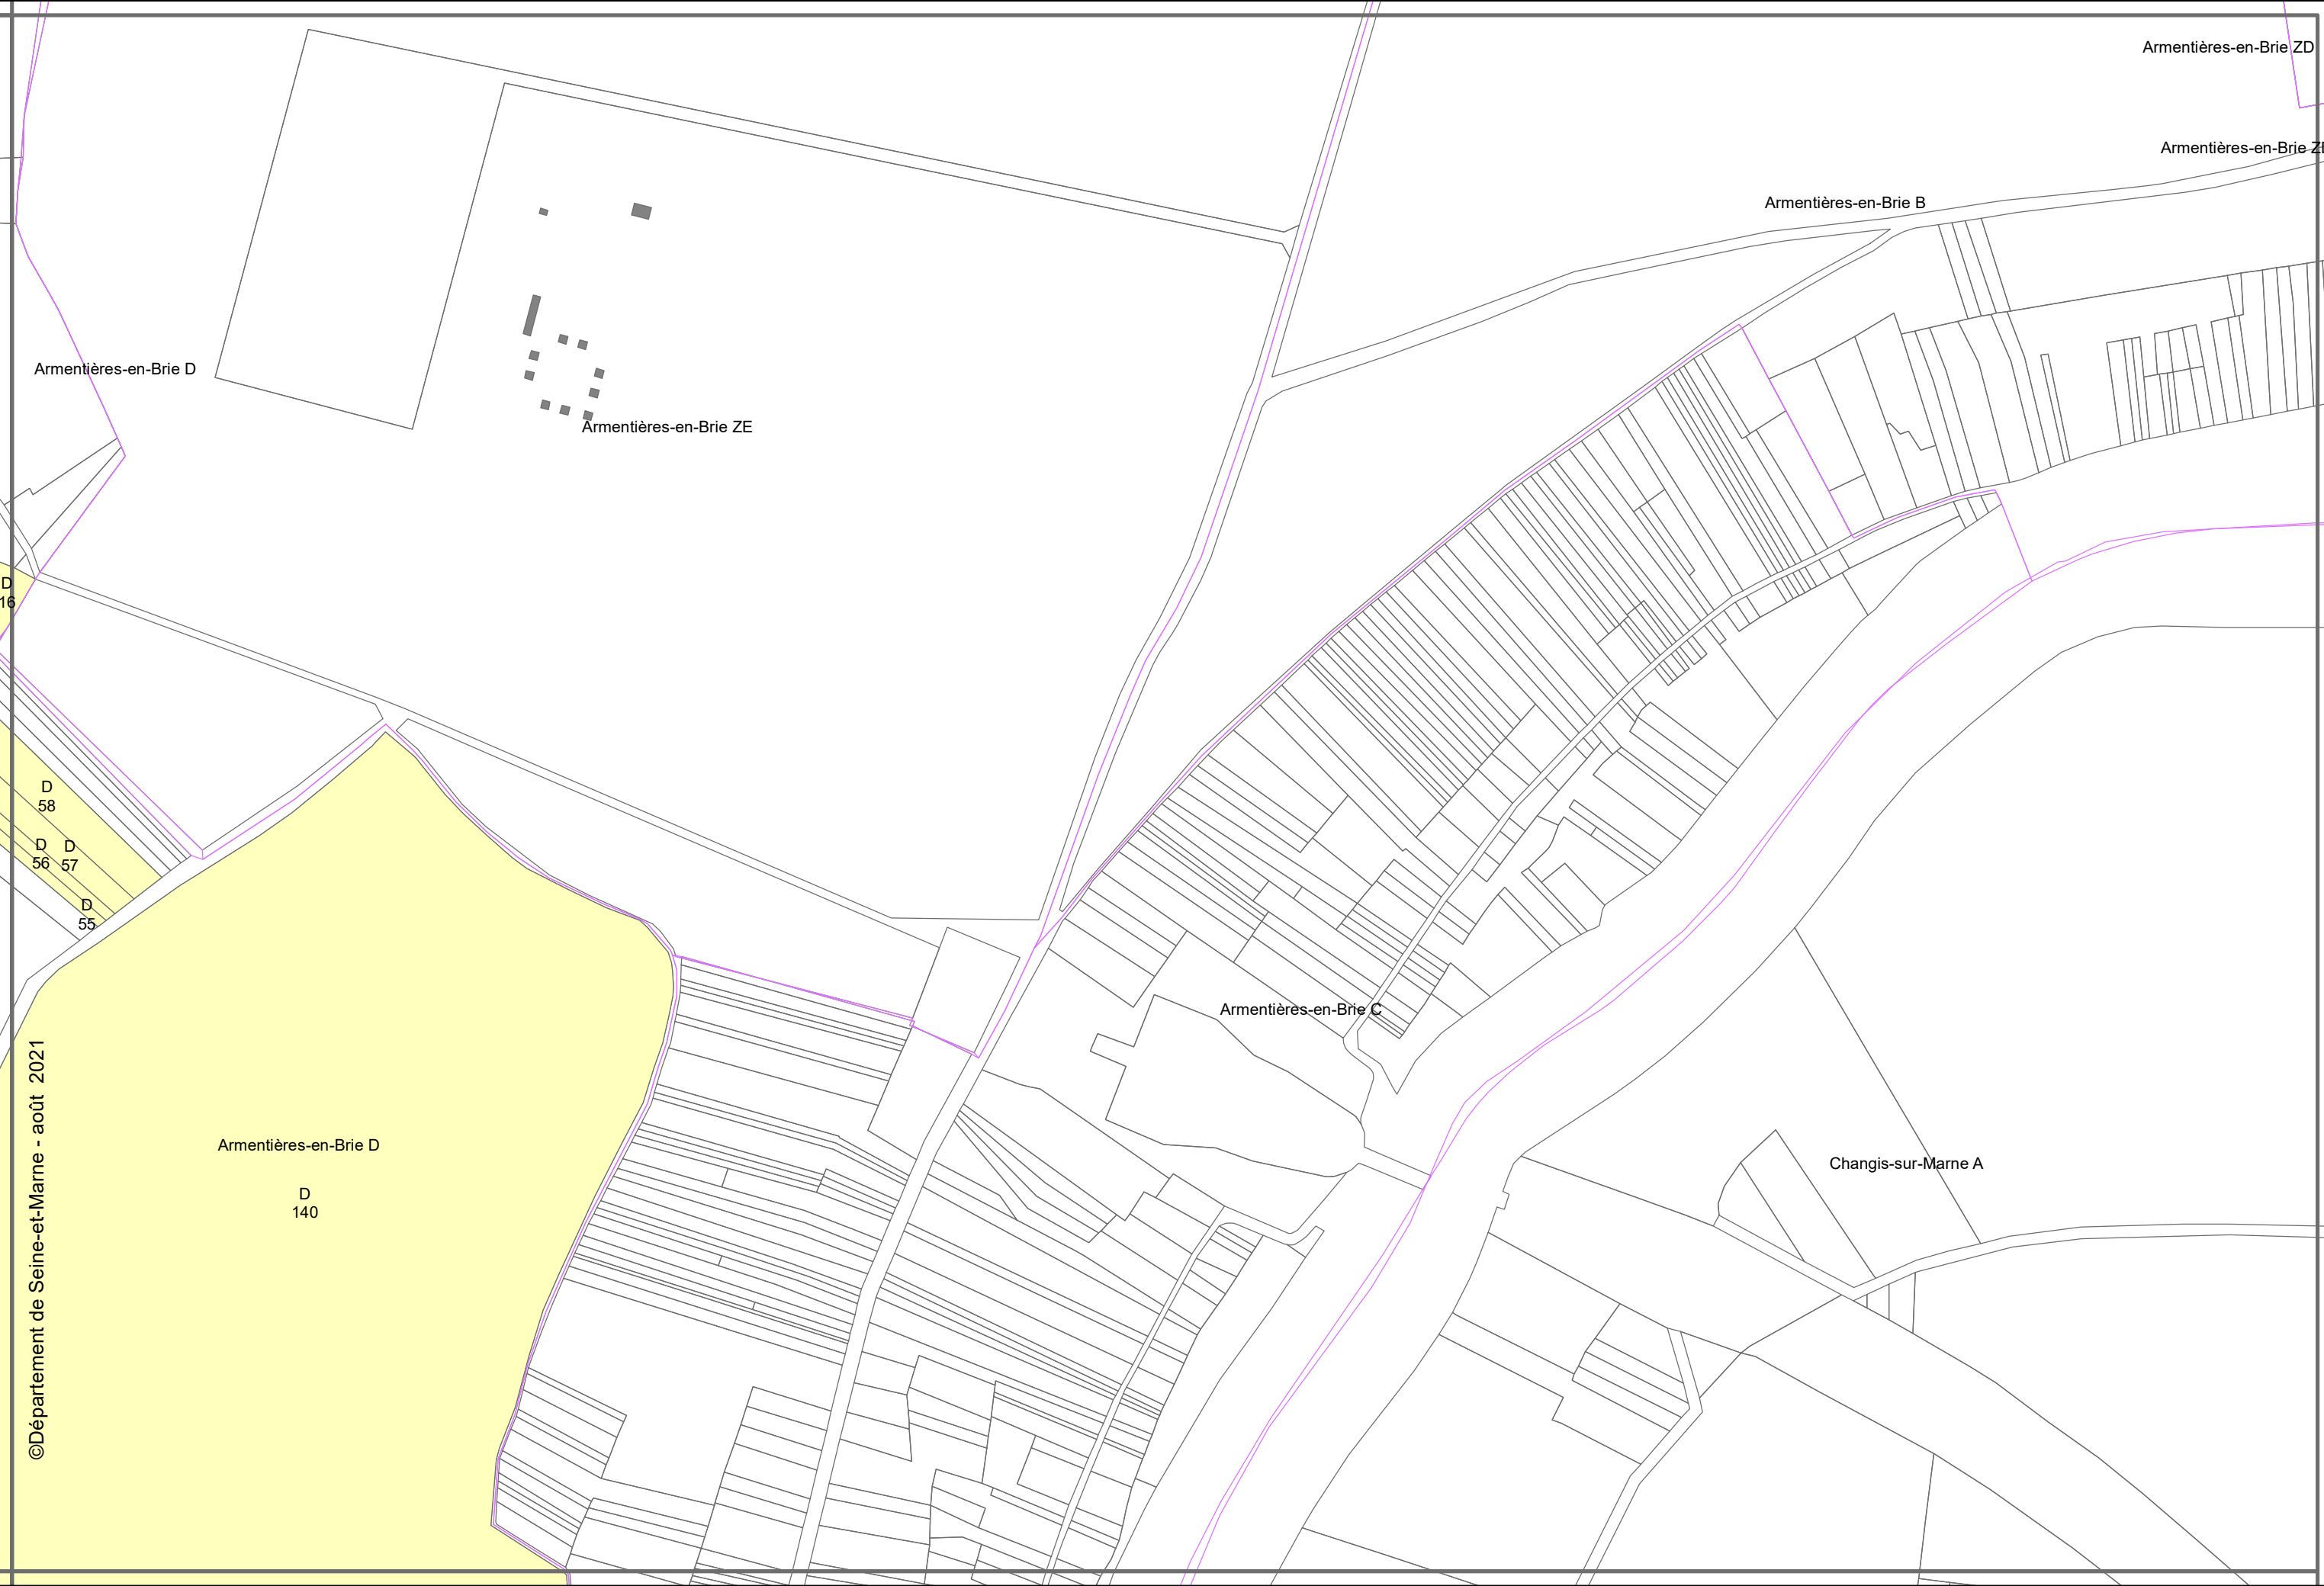 Armentières-en-Brie ZD
Armentières-en-Brie
Armentières-en-Brie B
Armentières-en-Brie D
Armentières-en-Brie ZE
D
16
D
58
D
56
D
57
D
55
Armentières-en-Brie C
Armentières-en-Brie D
D
140
Changis-sur-Marne A
©Département de Seine-et-Marne - août 2021